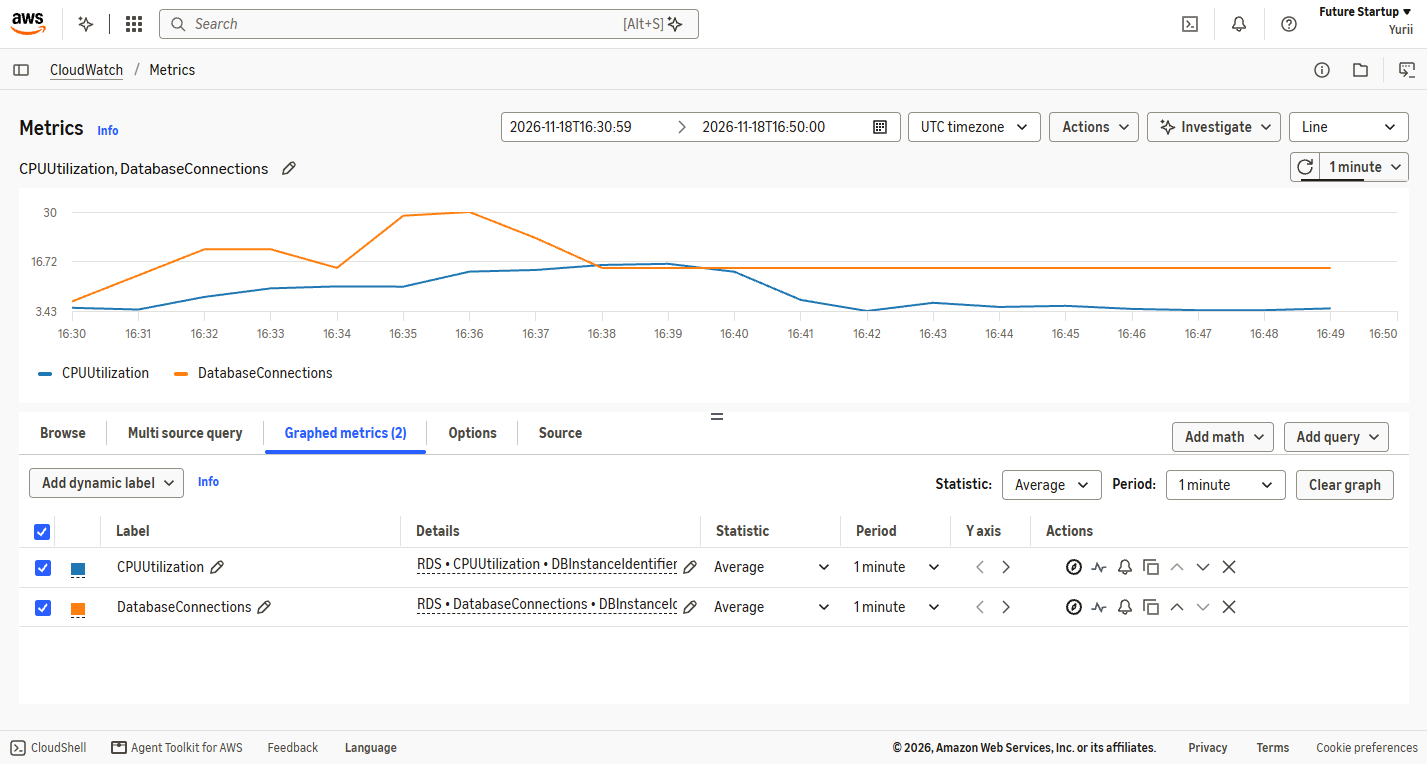 aws Search [Alt+S] Future Startup
Yurii
CloudWatch / Metrics
Metrics Info 2026-11-18T16:30:59 2026-11-18T16:50:00 UTC timezone Actions Investigate Line
CPUUtilization, DatabaseConnections 1 minute
30
16.72
3.43
16:30 16:31 16:32 16:33 16:34 16:35 16:36 16:37 16:38 16:39 16:40 16:41 16:42 16:43 16:44 16:45 16:46 16:47 16:48 16:49 16:50
CPUUtilization DatabaseConnections
Browse Multi source query Graphed metrics (2) Options Source Add math Add query
Add dynamic label Info Statistic: Average Period: 1 minute Clear graph
Label Details Statistic Period Y axis Actions
CPUUtilization RDS • CPUUtilization • DBInstanceIdentifier Average 1 minute
DatabaseConnections RDS • DatabaseConnections • DBInstanceIc Average 1 minute
CloudShell Agent Toolkit for AWS Feedback Language © 2026, Amazon Web Services, Inc. or its affiliates. Privacy Terms Cookie preferences